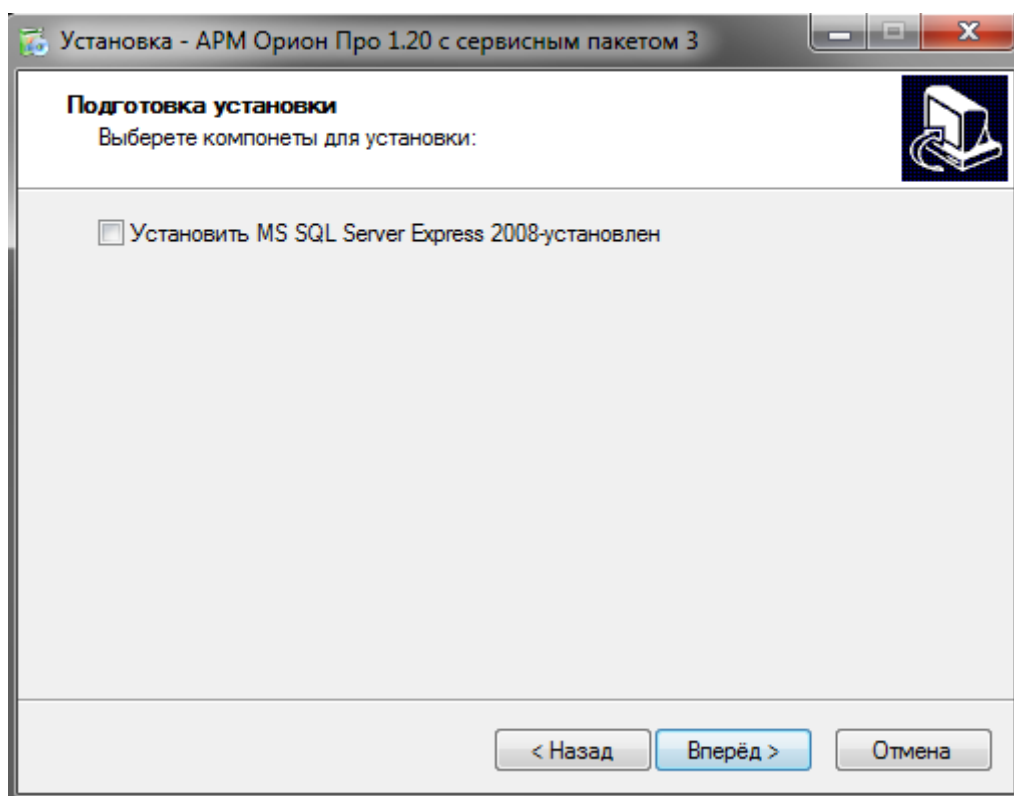 Установка - АРМ Орион Про 1.20 с сервисным пакетом 3
Подготовка установки
Выберете компонеты для установки:
Установить MS SQL Server Express 2008-установлен
< Назад
Вперёд >
Отмена